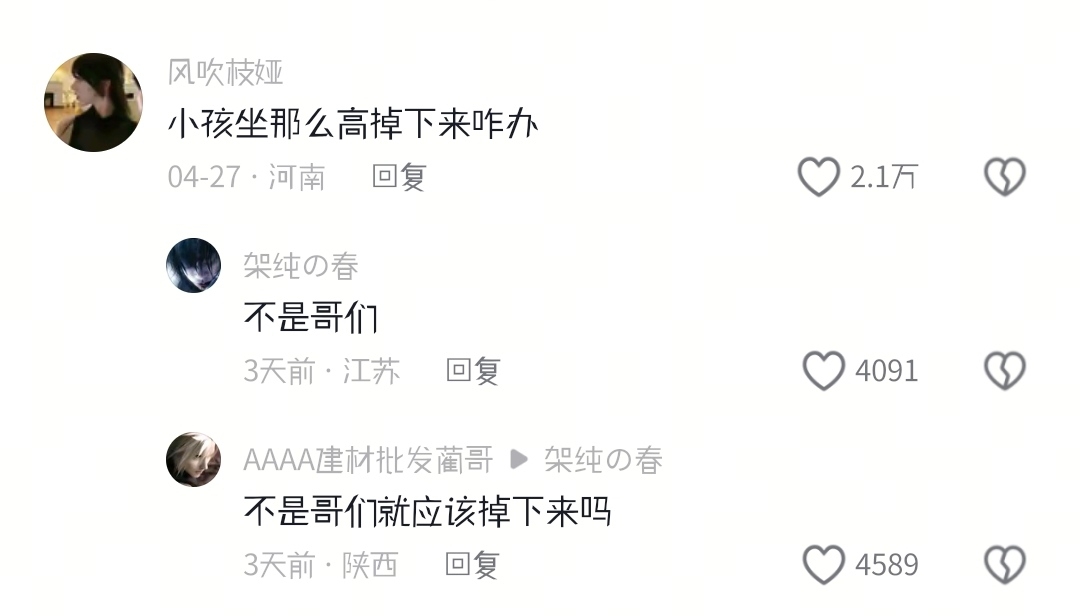 风吹枝娅
小孩坐那么高掉下来咋办
04-27 · 河南 回复 2.1万
架纯の春
不是哥们
3天前 · 江苏 回复 4091
AAAA建材批发蔺哥 ▶ 架纯の春
不是哥们就应该掉下来吗
3天前 · 陕西 回复 4589